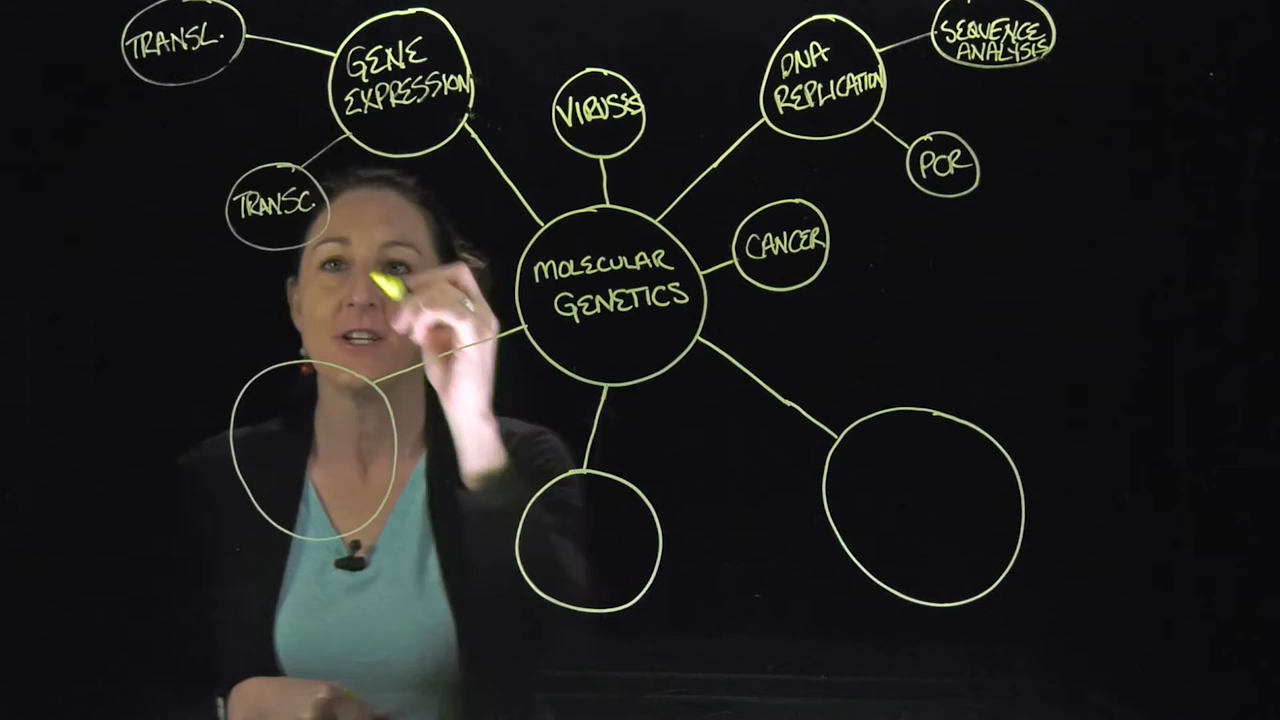 TRANSL.
GENE
EXPRESSION
TRANSC.
VIRUSES
DNA
REPLICATION
SEQUENCE
ANALYSIS
PCR
CANCER
MOLECULAR
GENETICS